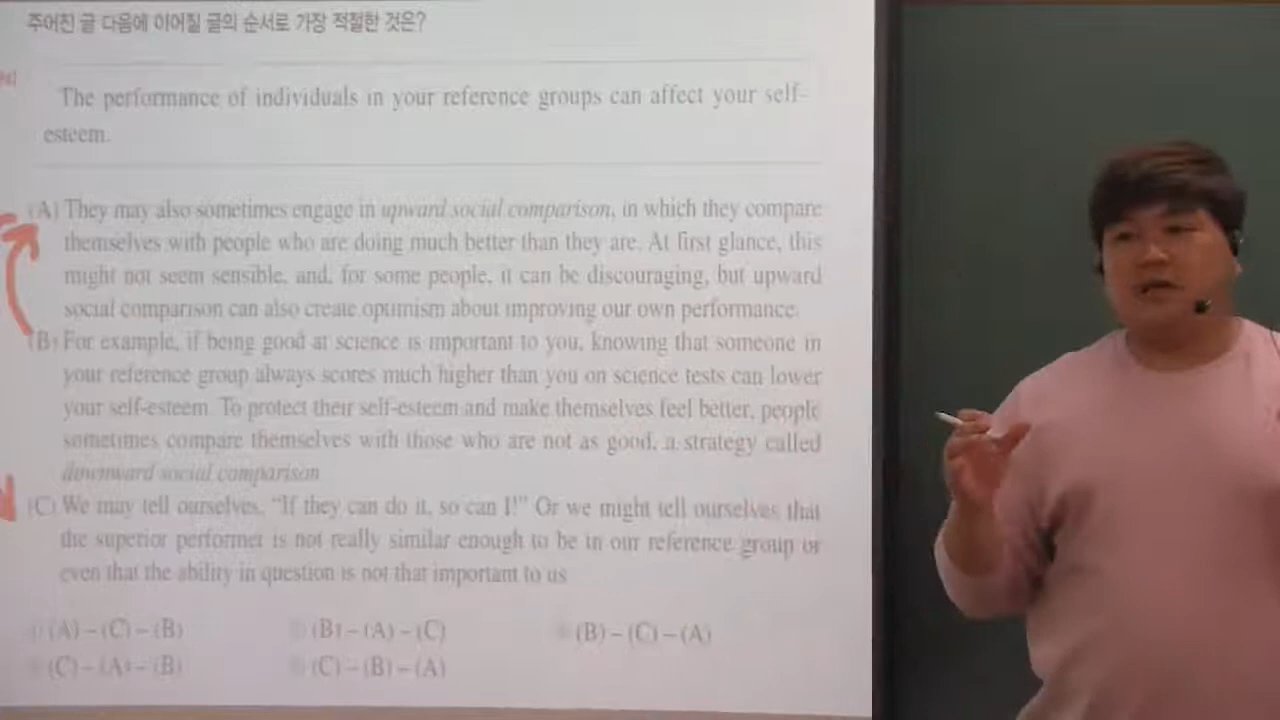 주어진 글 다음에 이어질 글의 순서로 가장 적절한 것은?
The performance of individuals in your reference groups can affect your self-
esteem.
(A) They may also sometimes engage in upward social comparison, in which they compare
themselves with people who are doing much better than they are. At first glance, this
might not seem sensible, and, for some people, it can be discouraging, but upward
social comparison can also create optimism about improving our own performance.
(B) For example, if being good at science is important to you, knowing that someone in
your reference group always scores much higher than you on science tests can lower
your self-esteem. To protect their self-esteem and make themselves feel better, people
sometimes compare themselves with those who are not as good, a strategy called
downward social comparison
(C) We may tell ourselves, "If they can do it, so can I!" Or we might tell ourselves that
the superior performer is not really similar enough to be in our reference group or
even that the ability in question is not that important to us
(A) – (C) – (B) (B) – (A) – (C) (B) – (C) – (A)
(C) – (A) – (B) (C) – (B) – (A)